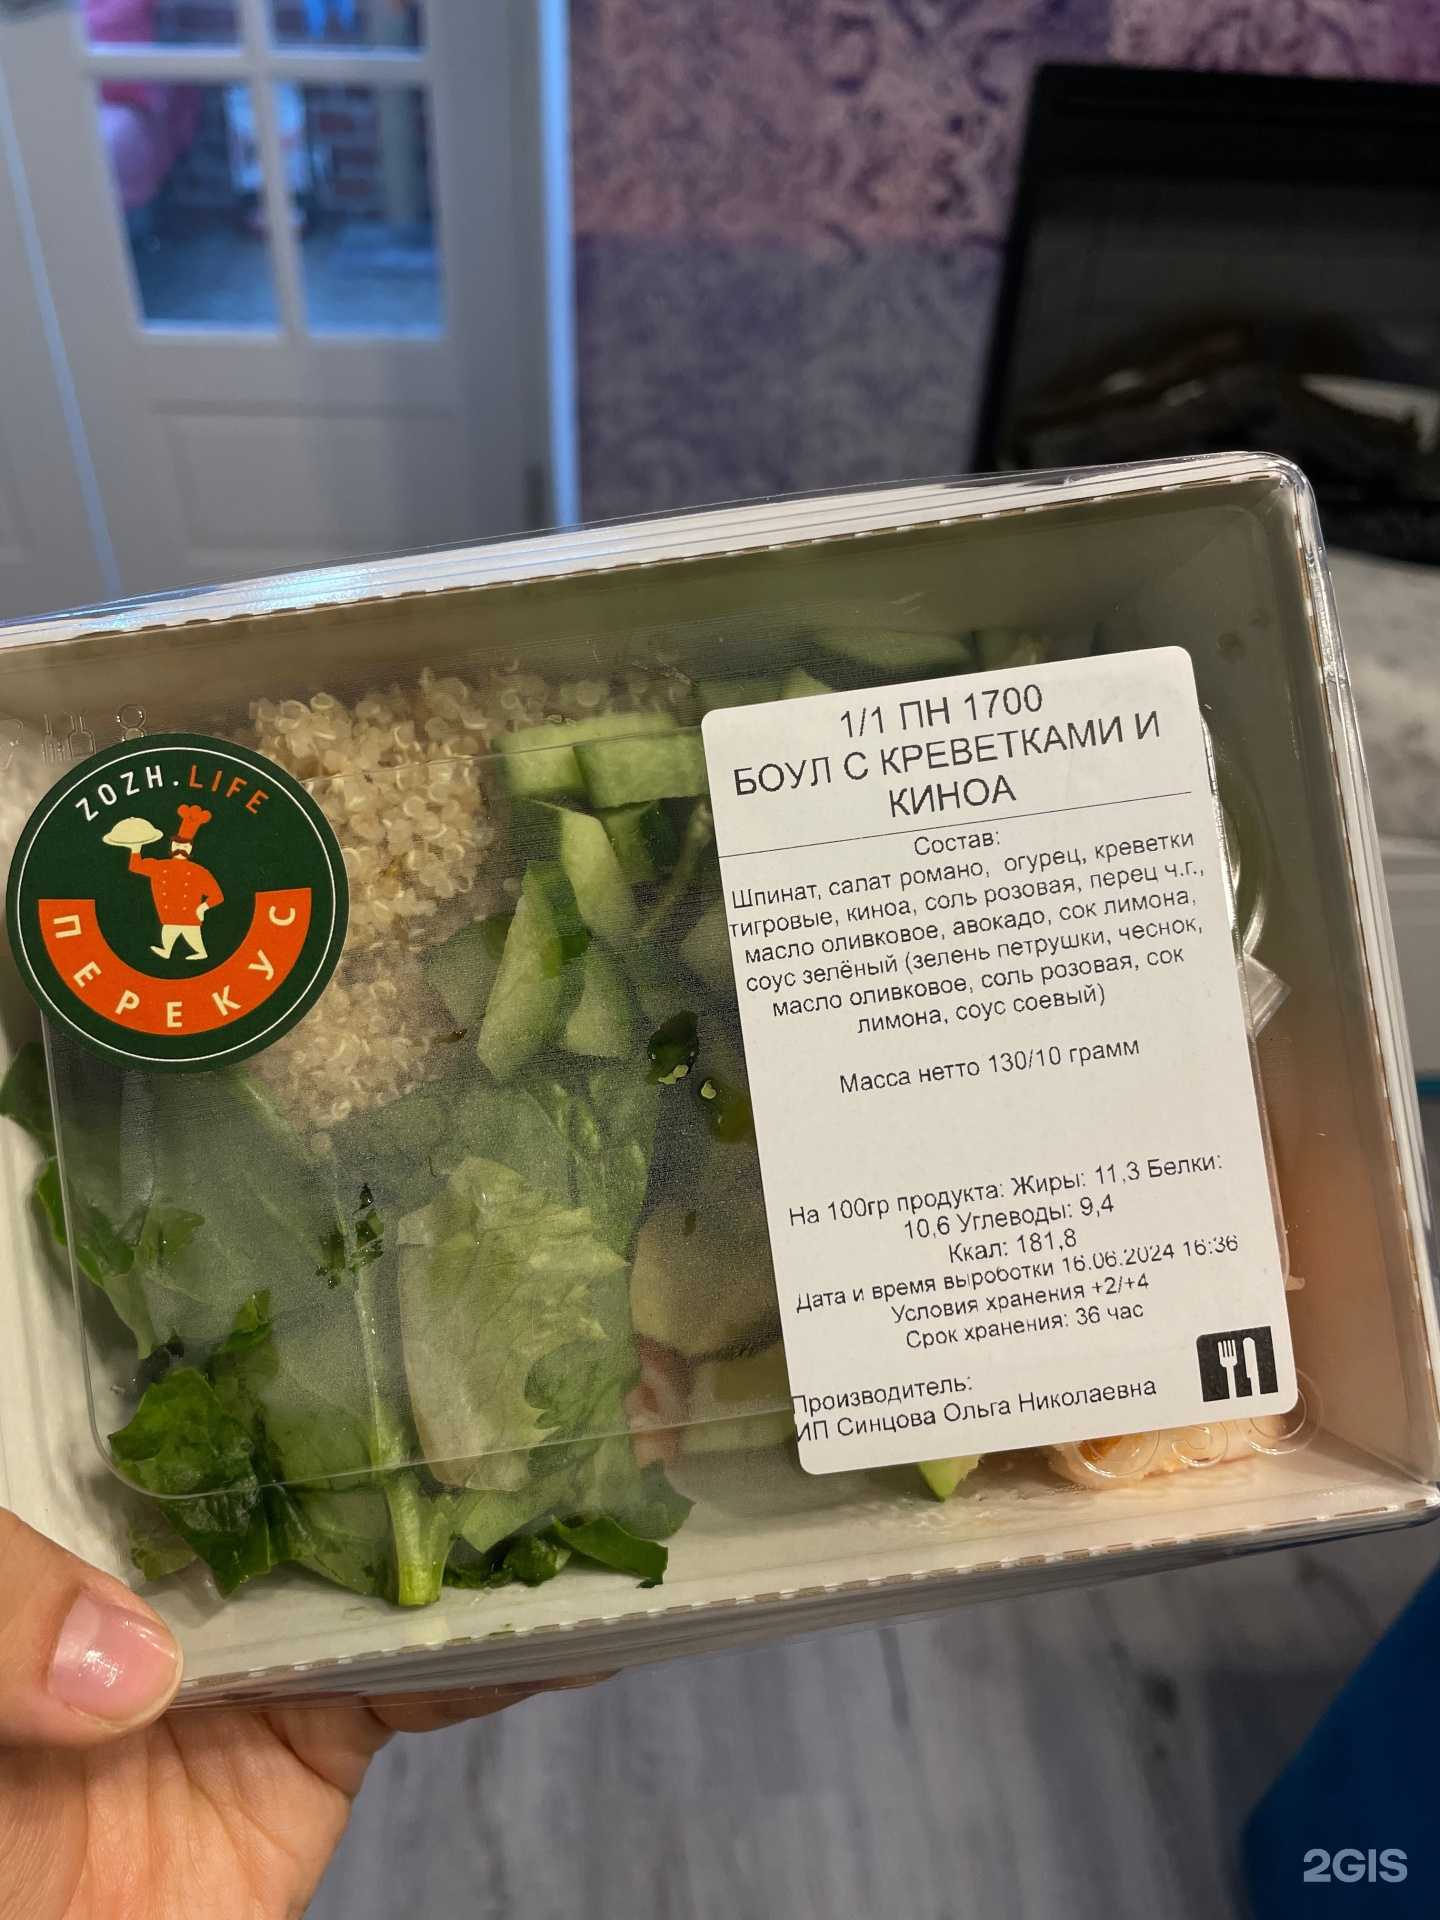 ZOZH.LIFE
ПЕРЕКУС
1/1 ПН 1700
БОУЛ С КРЕВЕТКАМИ И
КИНОА
Состав:
Шпинат, салат романо, огурец, креветки
тигровые, киноа, соль розовая, перец ч.г.,
масло оливковое, авокадо, сок лимона,
соус зелёный (зелень петрушки, чеснок,
масло оливковое, соль розовая, сок
лимона, соус соевый)
Масса нетто 130/10 грамм
На 100гр продукта: Жиры: 11,3 Белки:
10,6 Углеводы: 9,4
Ккал: 181,8
Дата и время выработки 16.06.2024 16:36
Условия хранения +2/+4
Срок хранения: 36 час
Производитель:
ИП Синцова Ольга Николаевна
2GIS